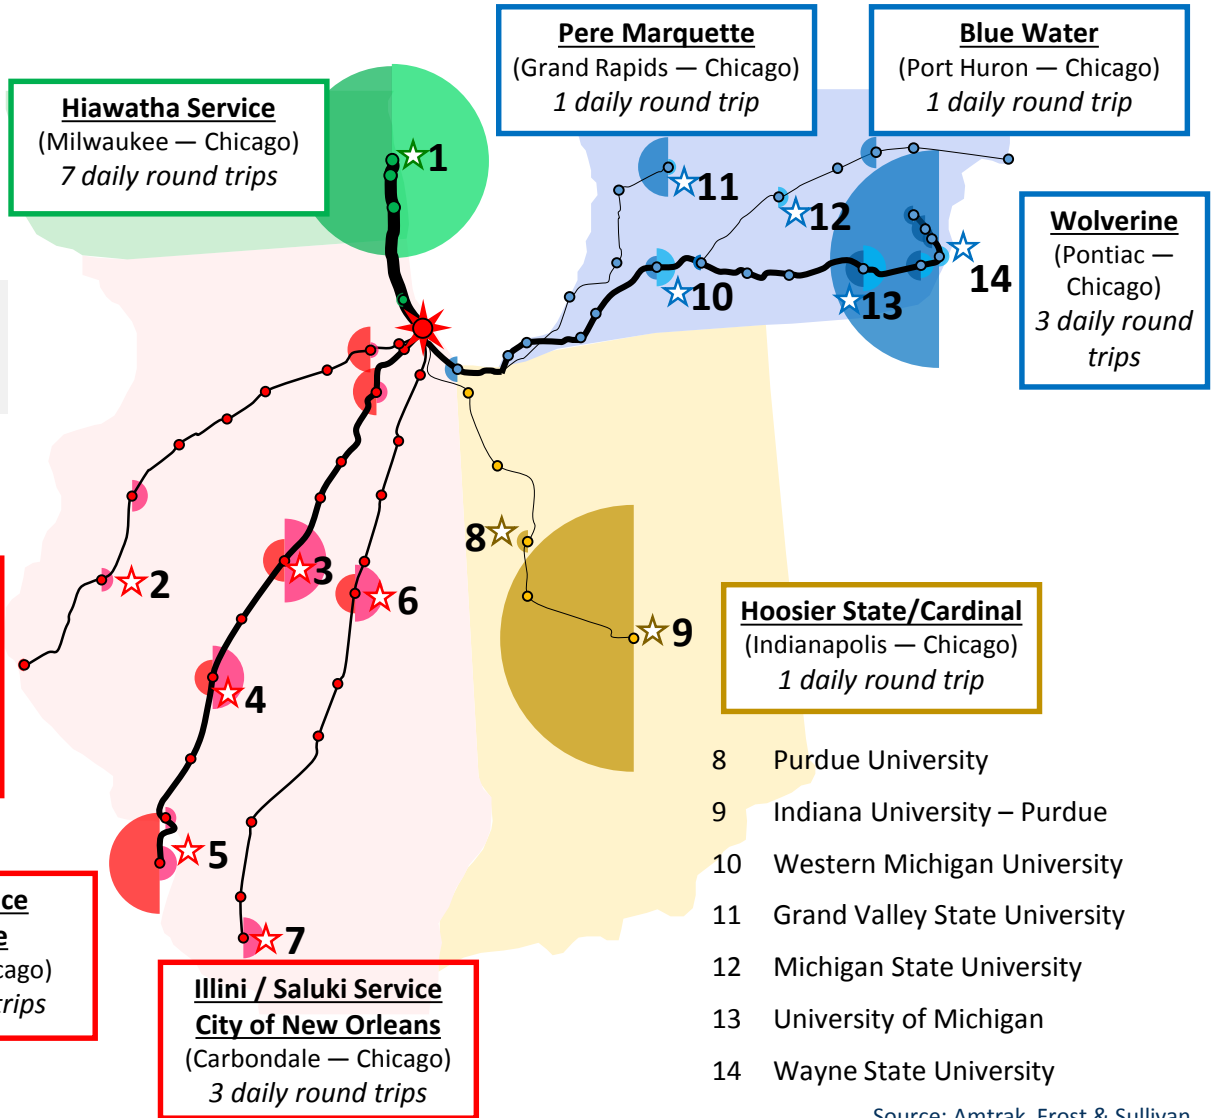 Pere Marquette
(Grand Rapids — Chicago)
1 daily round trip
Blue Water
(Port Huron — Chicago)
1 daily round trip
Hiawatha Service
(Milwaukee — Chicago)
7 daily round trips
1
11
12
Wolverine
(Pontiac —
Chicago)
3 daily round
trips
14
10
13
8
2
3
6
9
Hoosier State/Cardinal
(Indianapolis — Chicago)
1 daily round trip
4
5
7
8 Purdue University
9 Indiana University – Purdue
10 Western Michigan University
11 Grand Valley State University
12 Michigan State University
13 University of Michigan
14 Wayne State University
ice
e
cago)
trips
Illini / Saluki Service
City of New Orleans
(Carbondale — Chicago)
3 daily round trips
Source: Amtrak, Frost & Sullivan